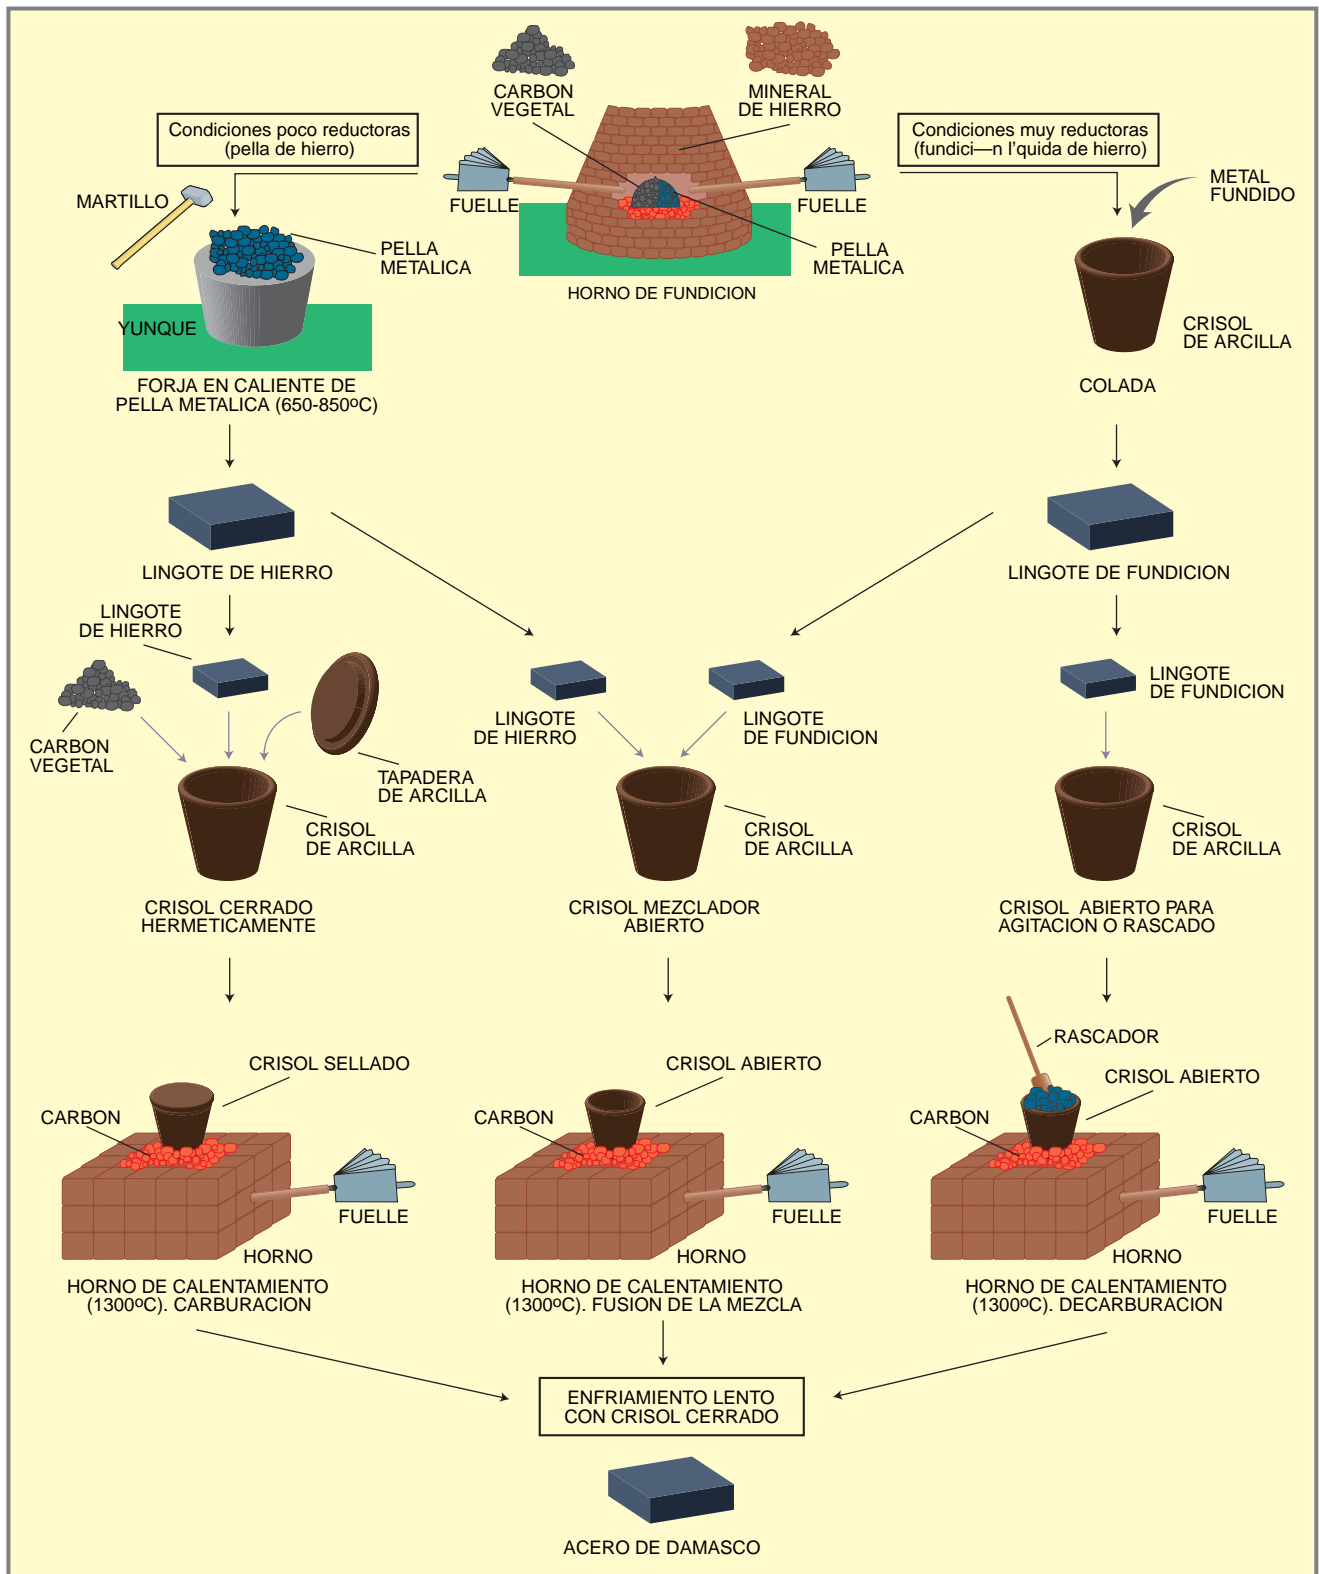 CARBON
VEGETAL
MINERAL
DE HIERRO
Condiciones poco reductoras
(pella de hierro)
Condiciones muy reductoras
(fundici—n l'quida de hierro)
MARTILLO
FUELLE
FUELLE
METAL
FUNDIDO
PELLA
METALICA
PELLA
METALICA
HORNO DE FUNDICION
YUNQUE
CRISOL
DE ARCILLA
FORJA EN CALIENTE DE
PELLA METALICA (650-850ºC)
COLADA
LINGOTE DE HIERRO
LINGOTE DE FUNDICION
LINGOTE
DE HIERRO
CARBON
VEGETAL
TAPADERA
DE ARCILLA
CRISOL
DE ARCILLA
LINGOTE
DE HIERRO
LINGOTE
DE FUNDICION
CRISOL
DE ARCILLA
LINGOTE
DE FUNDICION
CRISOL
DE ARCILLA
CRISOL CERRADO
HERMETICAMENTE
CRISOL MEZCLADOR
ABIERTO
CRISOL  ABIERTO PARA
AGITACION O RASCADO
CRISOL SELLADO
CARBON
FUELLE
HORNO
HORNO DE CALENTAMIENTO
(1300ºC). CARBURACION
CRISOL ABIERTO
CARBON
FUELLE
HORNO
HORNO DE CALENTAMIENTO
(1300ºC). FUSION DE LA MEZCLA
RASCADOR
CRISOL ABIERTO
CARBON
FUELLE
HORNO
HORNO DE CALENTAMIENTO
(1300ºC). DECARBURACION
ENFRIAMIENTO LENTO
CON CRISOL CERRADO
ACERO DE DAMASCO